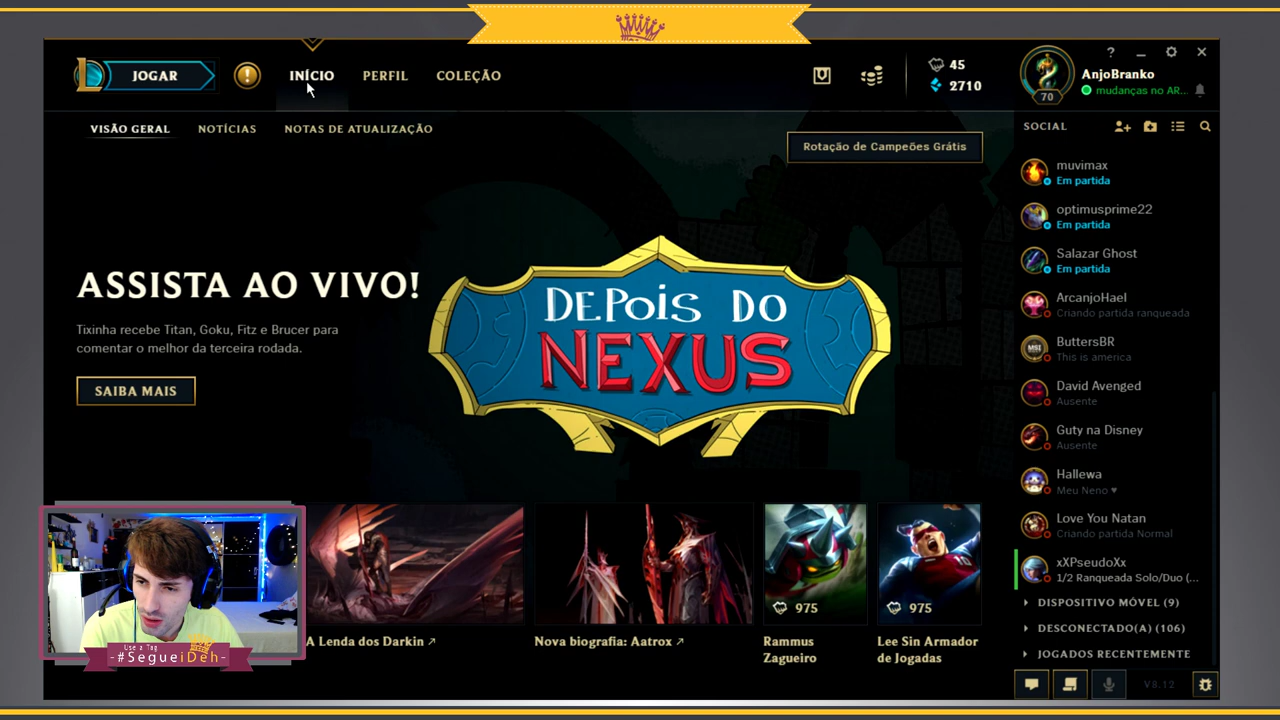 JOGAR
INÍCIO
PERFIL
COLEÇÃO
45
2710
70
AnjoBranko
mudanças no AR...
VISÃO GERAL
NOTÍCIAS
NOTAS DE ATUALIZAÇÃO
Rotação de Campeões Grátis
ASSISTA AO VIVO!
Tixinha recebe Titan, Goku, Fitz e Brucer para
comentar o melhor da terceira rodada.
SAIBA MAIS
DEPOIS DO
NEXUS
A Lenda dos Darkin
Nova biografia: Aatrox
975
Rammus
Zagueiro
975
Lee Sin Armador
de Jogadas
Use a Tag
-#SegueiDeh-
SOCIAL
muvimax
Em partida
optimusprime22
Em partida
Salazar Ghost
Em partida
ArcanjoHael
Criando partida ranqueada
MSI
ButtersBR
This is america
David Avenged
Ausente
Guty na Disney
Ausente
Hallewa
Meu Neno ♥
Love You Natan
Criando partida Normal
xXPseudoXx
1/2 Ranqueada Solo/Duo (...
DISPOSITIVO MÓVEL (9)
DESCONECTADO(A) (106)
JOGADOS RECENTEMENTE
V8.12